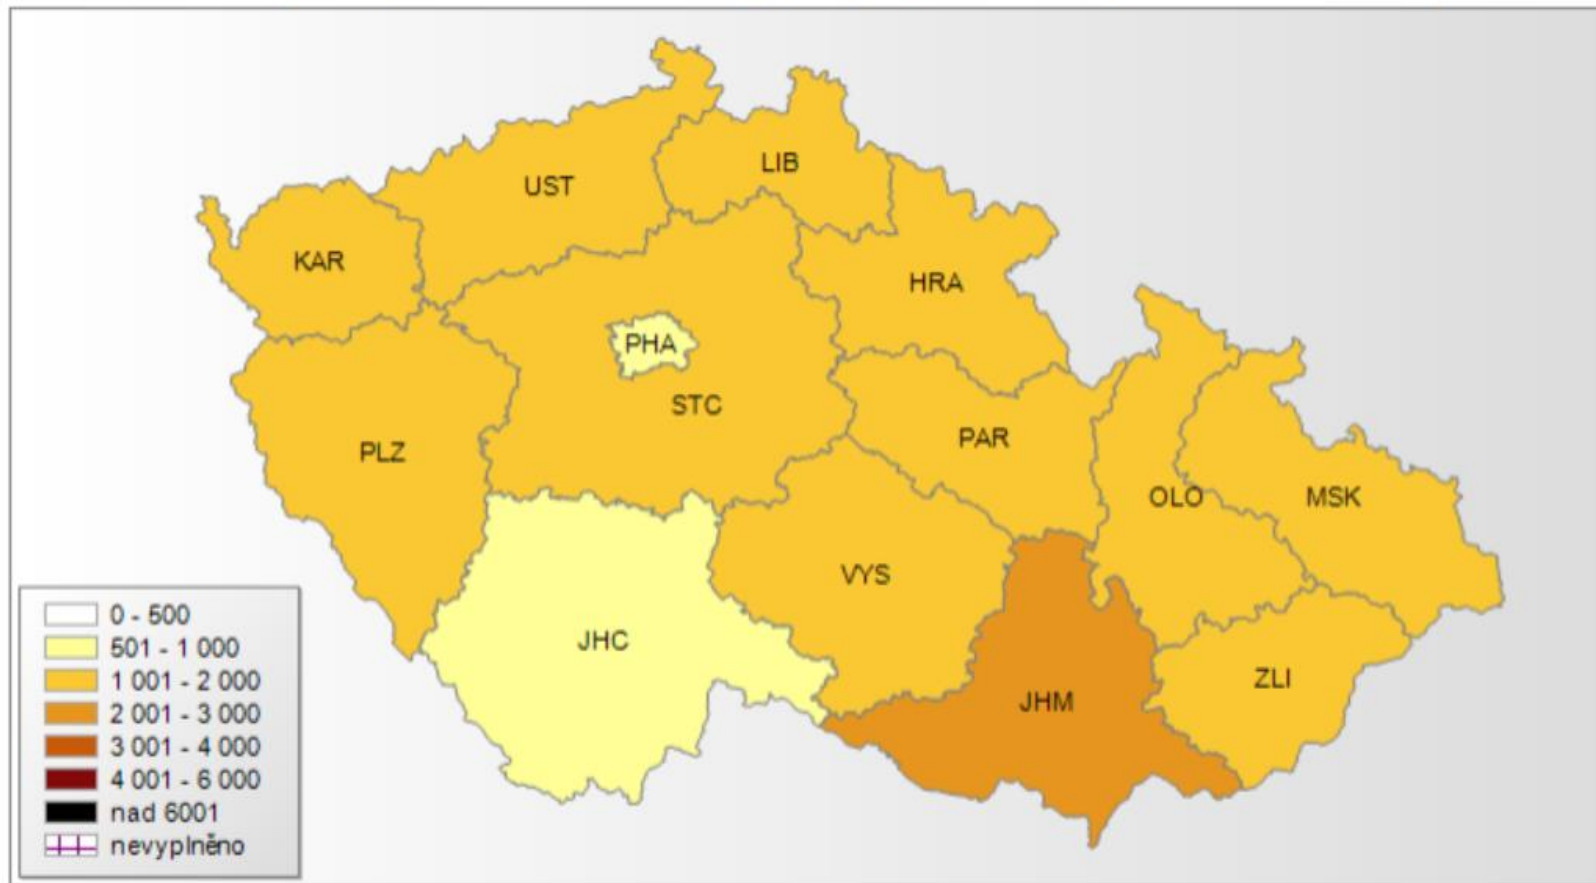 LIB
UST
KAR
HRA
PHA
STC
PAR
PLZ
OLO
MSK
VYS
JHC
ZLI
JHM
0 - 500
501 - 1 000
1 001 - 2 000
2 001 - 3 000
3 001 - 4 000
4 001 - 6 000
nad 6001
nevyplněno